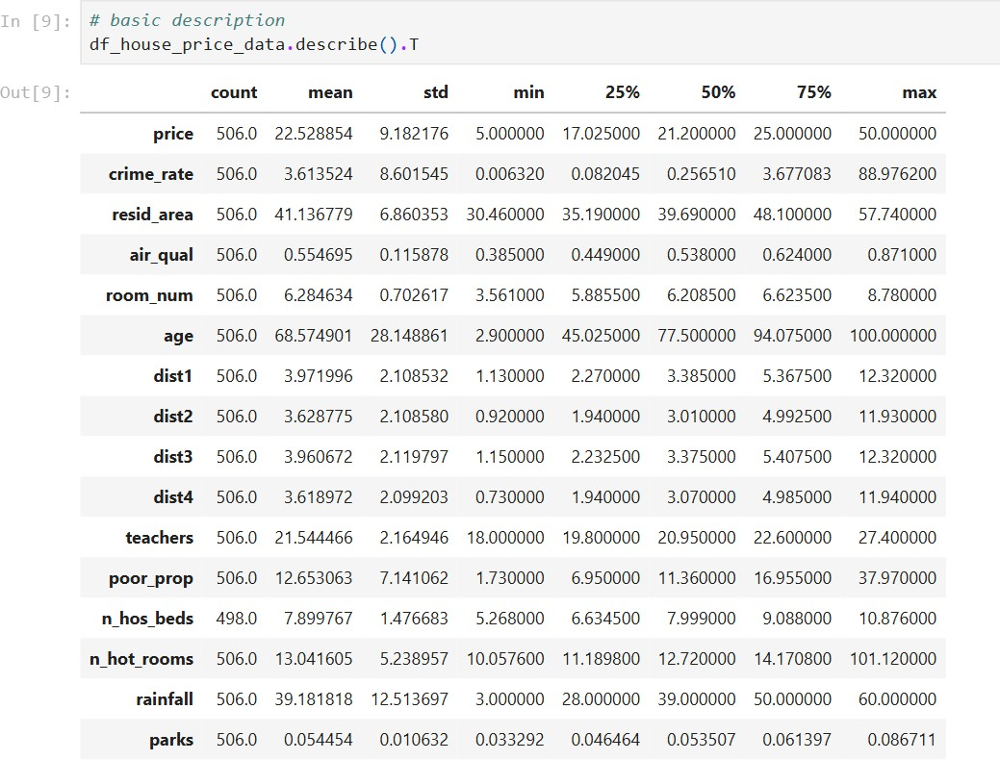 In [9]: # basic description
df_house_price_data.describe().T
Out[9]:
count mean std min 25% 50% 75% max
price 506.0 22.528854 9.182176 5.000000 17.025000 21.200000 25.000000 50.000000
crime_rate 506.0 3.613524 8.601545 0.006320 0.082045 0.256510 3.677083 88.976200
resid_area 506.0 41.136779 6.860353 30.460000 35.190000 39.690000 48.100000 57.740000
air_qual 506.0 0.554695 0.115878 0.385000 0.449000 0.538000 0.624000 0.871000
room_num 506.0 6.284634 0.702617 3.561000 5.885500 6.208500 6.623500 8.780000
age 506.0 68.574901 28.148861 2.900000 45.025000 77.500000 94.075000 100.000000
dist1 506.0 3.971996 2.108532 1.130000 2.270000 3.385000 5.367500 12.320000
dist2 506.0 3.628775 2.108580 0.920000 1.940000 3.010000 4.992500 11.930000
dist3 506.0 3.960672 2.119797 1.150000 2.232500 3.375000 5.407500 12.320000
dist4 506.0 3.618972 2.099203 0.730000 1.940000 3.070000 4.985000 11.940000
teachers 506.0 21.544466 2.164946 18.000000 19.800000 20.950000 22.600000 27.400000
poor_prop 506.0 12.653063 7.141062 1.730000 6.950000 11.360000 16.955000 37.970000
n_hos_beds 498.0 7.899767 1.476683 5.268000 6.634500 7.999000 9.088000 10.876000
n_hot_rooms 506.0 13.041605 5.238957 10.057600 11.189800 12.720000 14.170800 101.120000
rainfall 506.0 39.181818 12.513697 3.000000 28.000000 39.000000 50.000000 60.000000
parks 506.0 0.054454 0.010632 0.033292 0.046464 0.053507 0.061397 0.086711